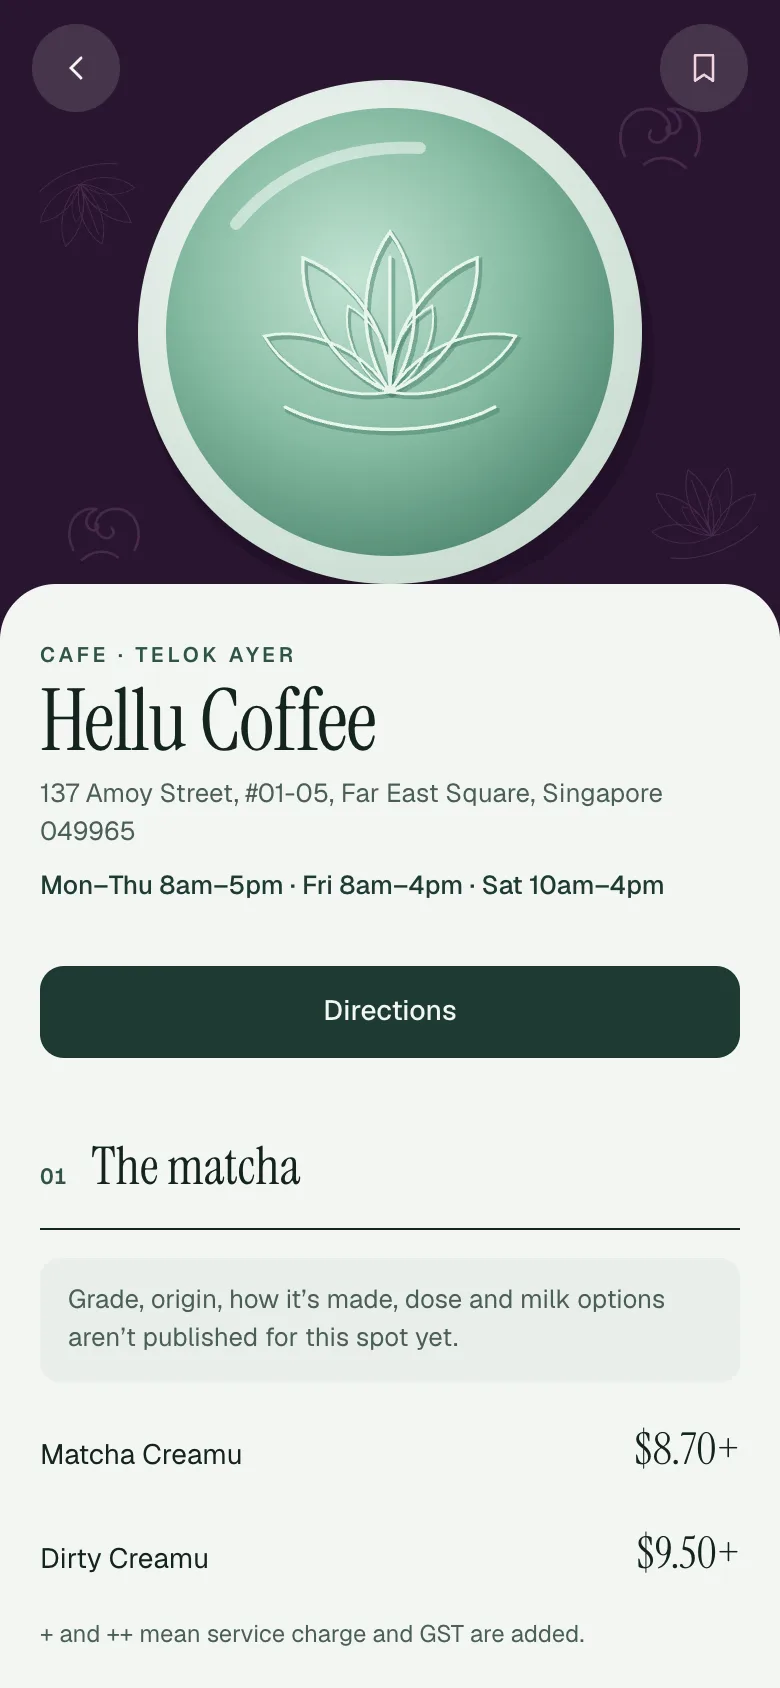 CAFE · TELOK AYER
Hellu Coffee
137 Amoy Street, #01-05, Far East Square, Singapore
049965
Mon–Thu 8am–5pm · Fri 8am–4pm · Sat 10am–4pm
Directions
01 The matcha
Grade, origin, how it’s made, dose and milk options
aren’t published for this spot yet.
Matcha Creamu $8.70+
Dirty Creamu $9.50+
+ and ++ mean service charge and GST are added.